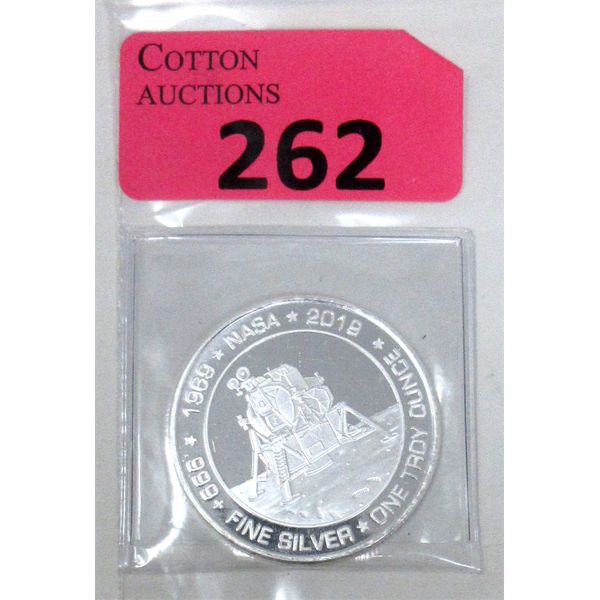 COTTON
AUCTIONS
262
1969 ★ NASA ★ 2019 ★
.999+ FINE SILVER ★ ONE TROY OUNCE